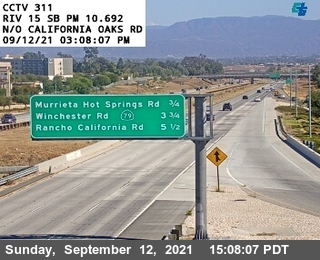 CCTV 311
RIV 15 SB PM 10.692
N/O CALIFORNIA OAKS RD
09/12/21 03:08:07 PM
Murrieta Hot Springs Rd 3/4
Winchester Rd 79 3 3/4
Rancho California Rd 5 1/2
Sunday, September 12, 2021 15:08:07 PDT